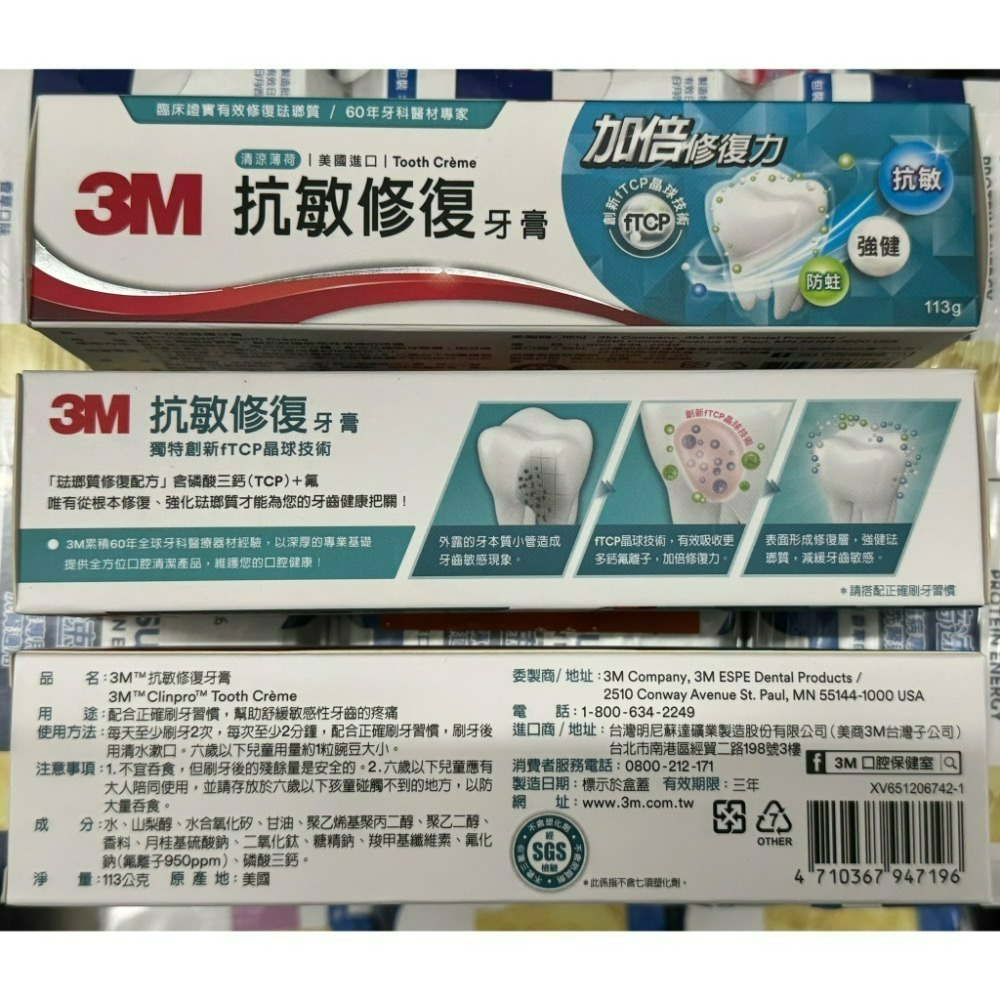 臨床證實有效修復琺瑯質 / 60年牙科醫材專家
清涼薄荷 | 美國進口 | Tooth Crème
3M 抗敏修復牙膏
加倍修復力
創新fTCP晶球技術
fTCP
抗敏
強健
防蛀
113g
3M 抗敏修復牙膏
獨特創新fTCP晶球技術
「琺瑯質修復配方」含磷酸三鈣(TCP)+氟
唯有從根本修復、強化琺瑯質才能為您的牙齒健康把關!
● 3M累積60年全球牙科醫療器材經驗,以深厚的專業基礎
提供全方位口腔清潔產品,維護您的口腔健康!
外露的牙本質小管造成
牙齒敏感現象。
創新fTCP晶球技術
fTCP晶球技術,有效吸收更
多鈣氟離子,加倍修復力。
表面形成修復層,強健琺
瑯質,減緩牙齒敏感。
*請搭配正確刷牙習慣
品 名:3M™抗敏修復牙膏
3M™Clinpro™ Tooth Crème
用 途:配合正確刷牙習慣,幫助舒緩敏感性牙齒的疼痛
使用方法:每天至少刷牙2次,每次至少2分鐘,配合正確刷牙習慣,刷牙後
用清水漱口。六歲以下兒童用量約1粒豌豆大小。
注意事項:1.不宜吞食,但刷牙後的殘餘量是安全的。2.六歲以下兒童應有
大人陪同使用,並請存放於六歲以下孩童碰觸不到的地方,以防
大量吞食。
成 分:水、山梨醇、水合氧化矽、甘油、聚乙烯基聚丙二醇、聚乙二醇、
香料、月桂基硫酸鈉、二氧化鈦、糖精鈉、羧甲基纖維素、氟化
鈉(氟離子950ppm)、磷酸三鈣。
淨 量:113公克 原 產 地:美國
委製商/地址:3M Company, 3M ESPE Dental Products /
2510 Conway Avenue St. Paul, MN 55144-1000 USA
電 話:1-800-634-2249
進口商/地址:台灣明尼蘇達礦業製造股份有限公司(美商3M台灣子公司)
台北市南港區經貿二路198號3樓
消費者服務電話:0800-212-171
製造日期:標示於盒蓋 有效期限:三年
網 址:www.3m.com.tw
f 3M 口腔保健室
XV651206742-1
不含塑化劑
經
SGS
檢驗
*此係指不含七項塑化劑。
7
OTHER
4 710367 947196